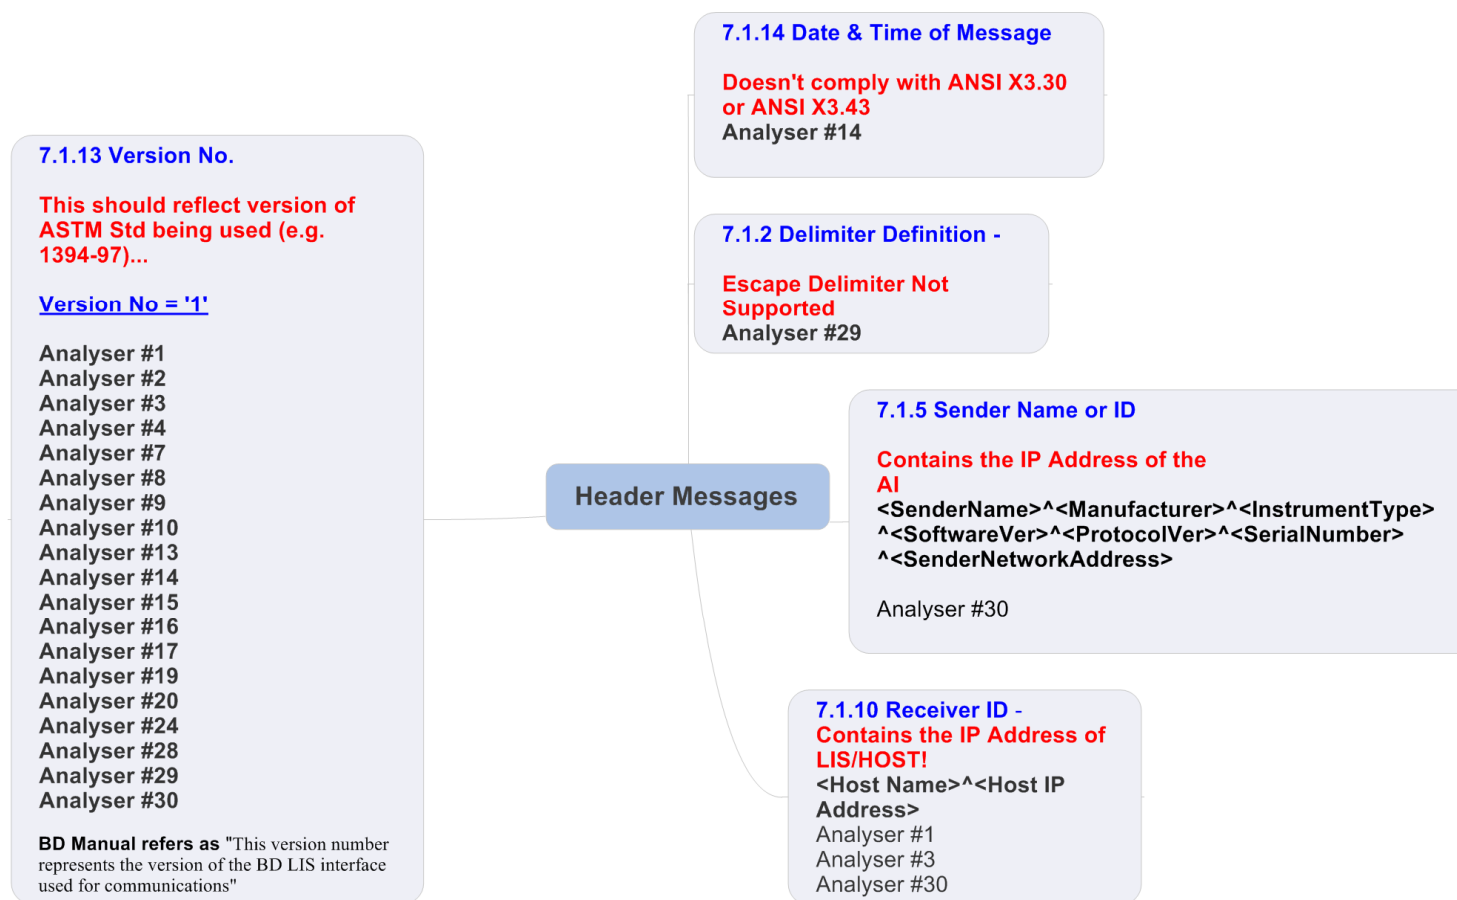 7.1.14 Date & Time of Message
Doesn't comply with ANSI X3.30
or ANSI X3.43
Analyser #14
7.1.13 Version No.
This should reflect version of
ASTM Std being used (e.g.
1394-97)...
Version No = '1'
Analyser #1
Analyser #2
Analyser #3
Analyser #4
Analyser #7
Analyser #8
Analyser #9
Analyser #10
Analyser #13
Analyser #14
Analyser #15
Analyser #16
Analyser #17
Analyser #19
Analyser #20
Analyser #24
Analyser #28
Analyser #29
Analyser #30
BD Manual refers as "This version number
represents the version of the BD LIS interface
used for communications"
7.1.2 Delimiter Definition -
Escape Delimiter Not
Supported
Analyser #29
7.1.5 Sender Name or ID
Contains the IP Address of the
AI
<SenderName>^<Manufacturer>^<InstrumentType>
^<SoftwareVer>^<ProtocolVer>^<SerialNumber>
^<SenderNetworkAddress>
Analyser #30
Header Messages
7.1.10 Receiver ID -
Contains the IP Address of
LIS/HOST!
<Host Name>^<Host IP
Address>
Analyser #1
Analyser #3
Analyser #30